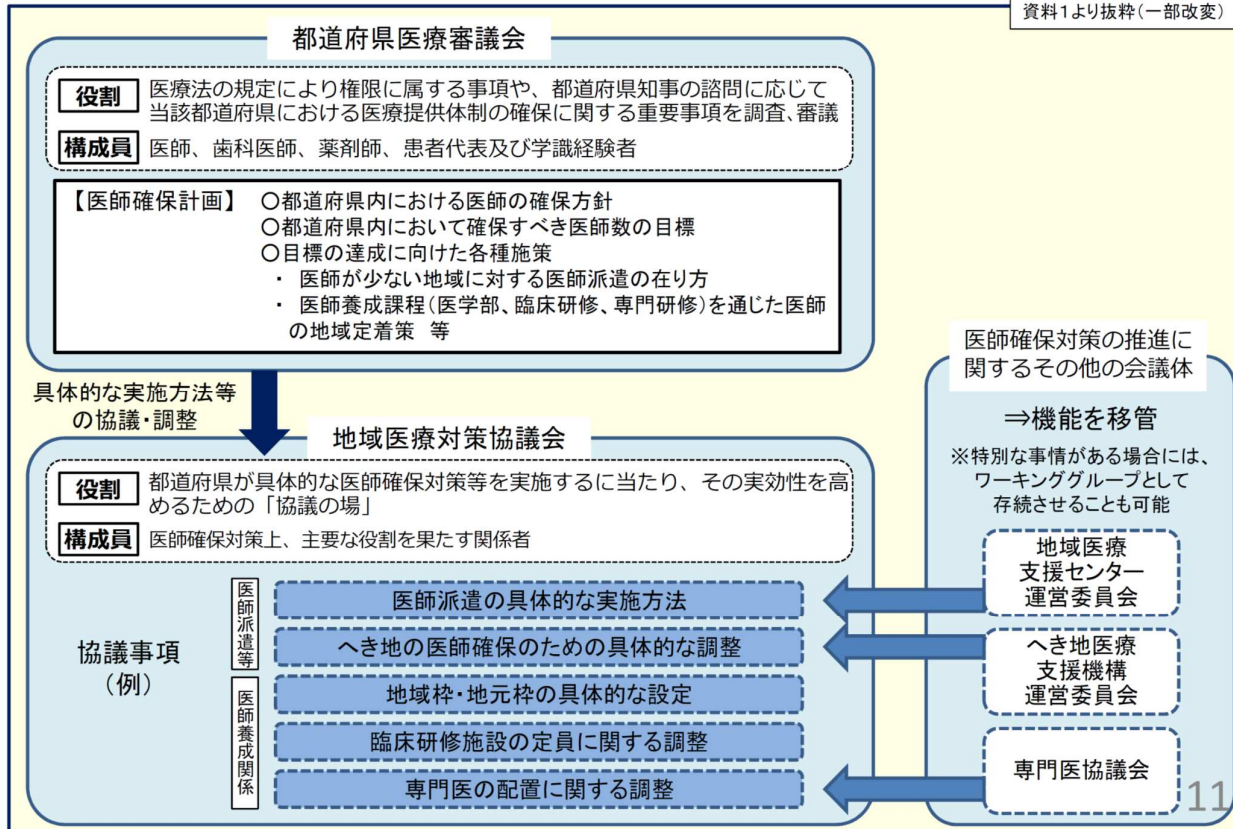 資料1より抜粋(一部改変)
都道府県医療審議会
役割
医療法の規定により権限に属する事項や、都道府県知事の諮問に応じて
当該都道府県における医療提供体制の確保に関する重要事項を調査、審議
構成員
医師、歯科医師、薬剤師、患者代表及び学識経験者
【医師確保計画】
〇都道府県内における医師の確保方針
〇都道府県内において確保すべき医師数の目標
〇目標の達成に向けた各種施策
・ 医師が少ない地域に対する医師派遣の在り方
・ 医師養成課程(医学部、臨床研修、専門研修)を通じた医師
の地域定着策 等
具体的な実施方法等
の協議・調整
地域医療対策協議会
役割
都道府県が具体的な医師確保対策等を実施するに当たり、その実効性を高
めるための「協議の場」
構成員
医師確保対策上、主要な役割を果たす関係者
協議事項
(例)
医師派遣等
医師派遣の具体的な実施方法
へき地の医師確保のための具体的な調整
医師養成関係
地域枠・地元枠の具体的な設定
臨床研修施設の定員に関する調整
専門医の配置に関する調整
医師確保対策の推進に
関するその他の会議体
⇒機能を移管
※特別な事情がある場合には、
ワーキンググループとして
存続させることも可能
地域医療
支援センター
運営委員会
へき地医療
支援機構
運営委員会
専門医協議会
11